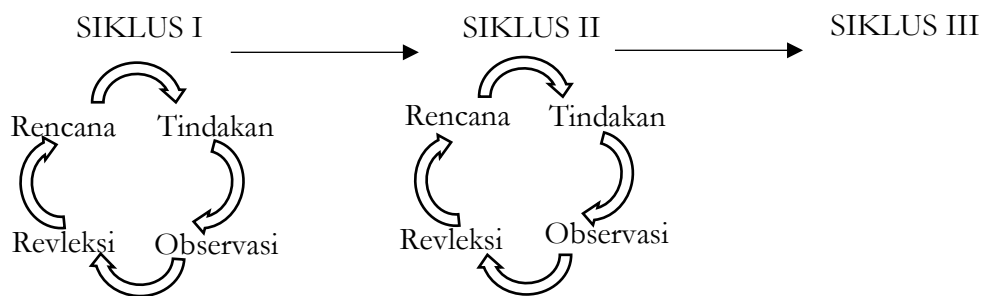 SIKLUS I
SIKLUS II
SIKLUS III
Rencana
Tindakan
Rencana
Tindakan
Revleksi
Observasi
Revleksi
Observasi